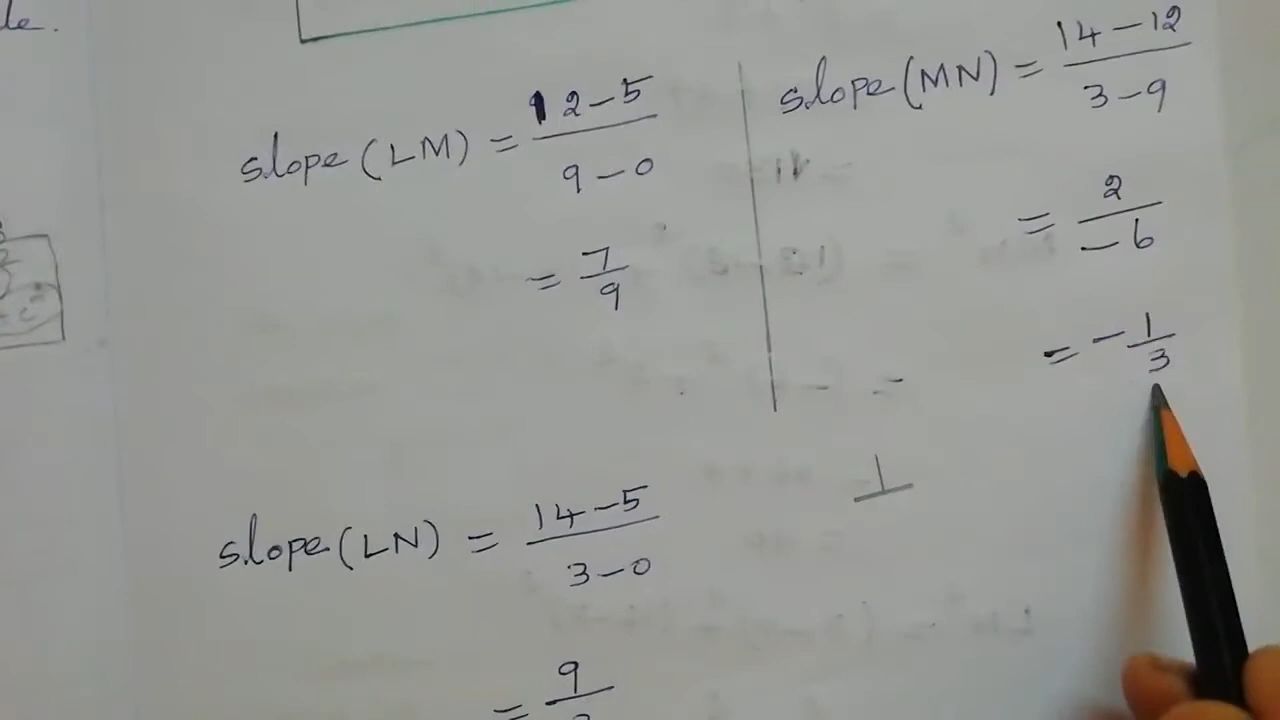 le.
slope(LM) = 12-5 / 9-0
= 7/9
slope(MN) = 14-12 / 3-9
= 2/-6
= -1/3
⊥
slope(LN) = 14-5 / 3-0
= 9/